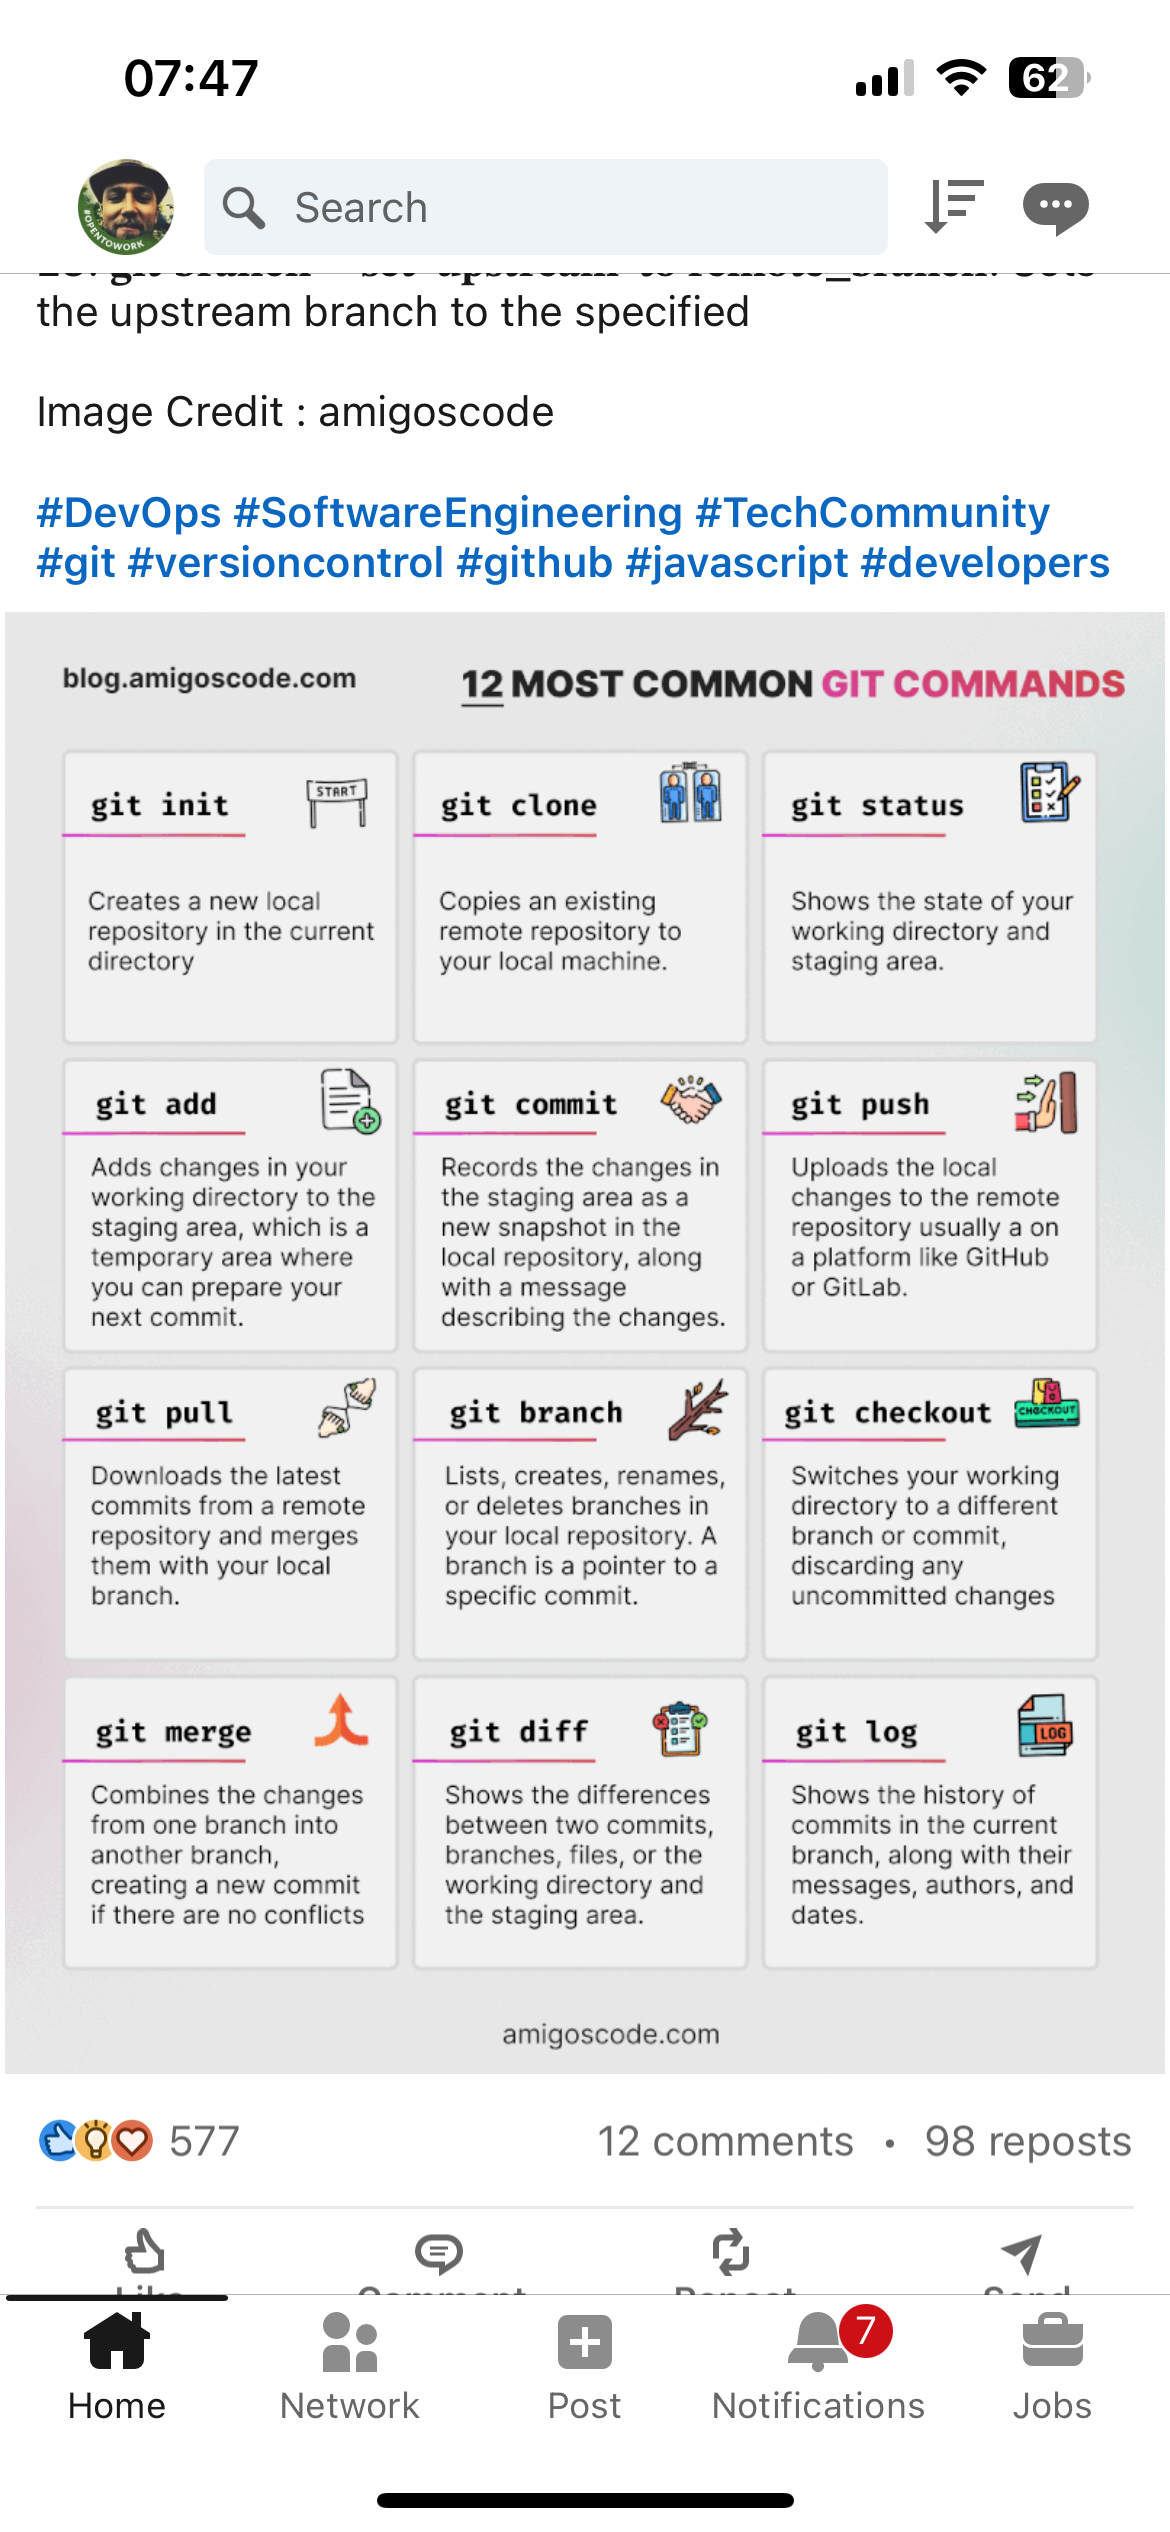 07:47
62
#OPENTOWORK
Search
the upstream branch to the specified
Image Credit : amigoscode
#DevOps #SoftwareEngineering #TechCommunity
#git #versioncontrol #github #javascript #developers
blog.amigoscode.com
12 MOST COMMON GIT COMMANDS
git init
START
Creates a new local
repository in the current
directory
git clone
Copies an existing
remote repository to
your local machine.
git status
Shows the state of your
working directory and
staging area.
git add
Adds changes in your
working directory to the
staging area, which is a
temporary area where
you can prepare your
next commit.
git commit
Records the changes in
the staging area as a
new snapshot in the
local repository, along
with a message
describing the changes.
git push
Uploads the local
changes to the remote
repository usually a on
a platform like GitHub
or GitLab.
git pull
Downloads the latest
commits from a remote
repository and merges
them with your local
branch.
git branch
Lists, creates, renames,
or deletes branches in
your local repository. A
branch is a pointer to a
specific commit.
git checkout
CHECKOUT
Switches your working
directory to a different
branch or commit,
discarding any
uncommitted changes
git merge
Combines the changes
from one branch into
another branch,
creating a new commit
if there are no conflicts
git diff
Shows the differences
between two commits,
branches, files, or the
working directory and
the staging area.
git log
LOG
Shows the history of
commits in the current
branch, along with their
messages, authors, and
dates.
amigoscode.com
577
12 comments • 98 reposts
Like Comment Repost Send
7
Home Network Post Notifications Jobs